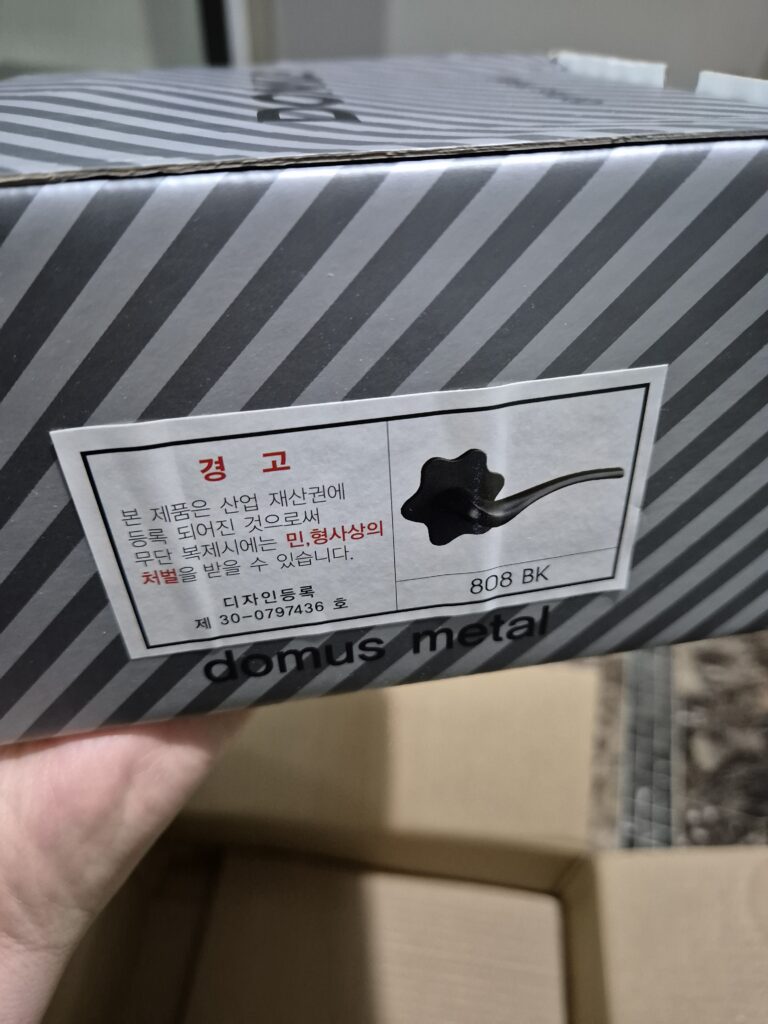 경 고
본 제품은 산업 재산권에
등록 되어진 것으로써
무단 복제시에는 민,형사상의
처벌을 받을 수 있습니다.
디자인등록
제 30-0797436 호
808 BK
domus metal